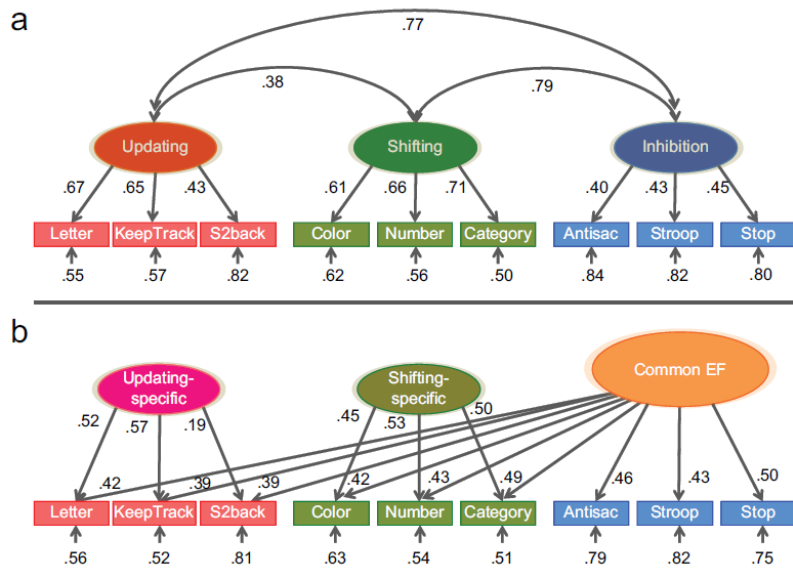 a
.77
.38 .79
Updating Shifting Inhibition
.67 .65 .43 .61 .66 .71 .40 .43 .45
Letter KeepTrack S2back Color Number Category Antisac Stroop Stop
.55 .57 .82 .62 .56 .50 .84 .82 .80
b
Updating-
specific
Shifting-
specific
Common EF
.52 .57 .19 .45 .53 .50
.42 .39 .39 .42 .43 .49 .46 .43 .50
Letter KeepTrack S2back Color Number Category Antisac Stroop Stop
.56 .52 .81 .63 .54 .51 .79 .82 .75